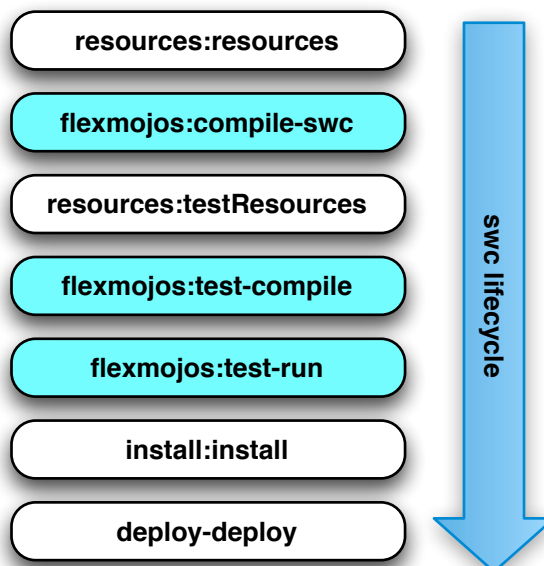 resources:resources
flexmojos:compile-swc
resources:testResources
flexmojos:test-compile
flexmojos:test-run
install:install
deploy-deploy
swc lifecycle